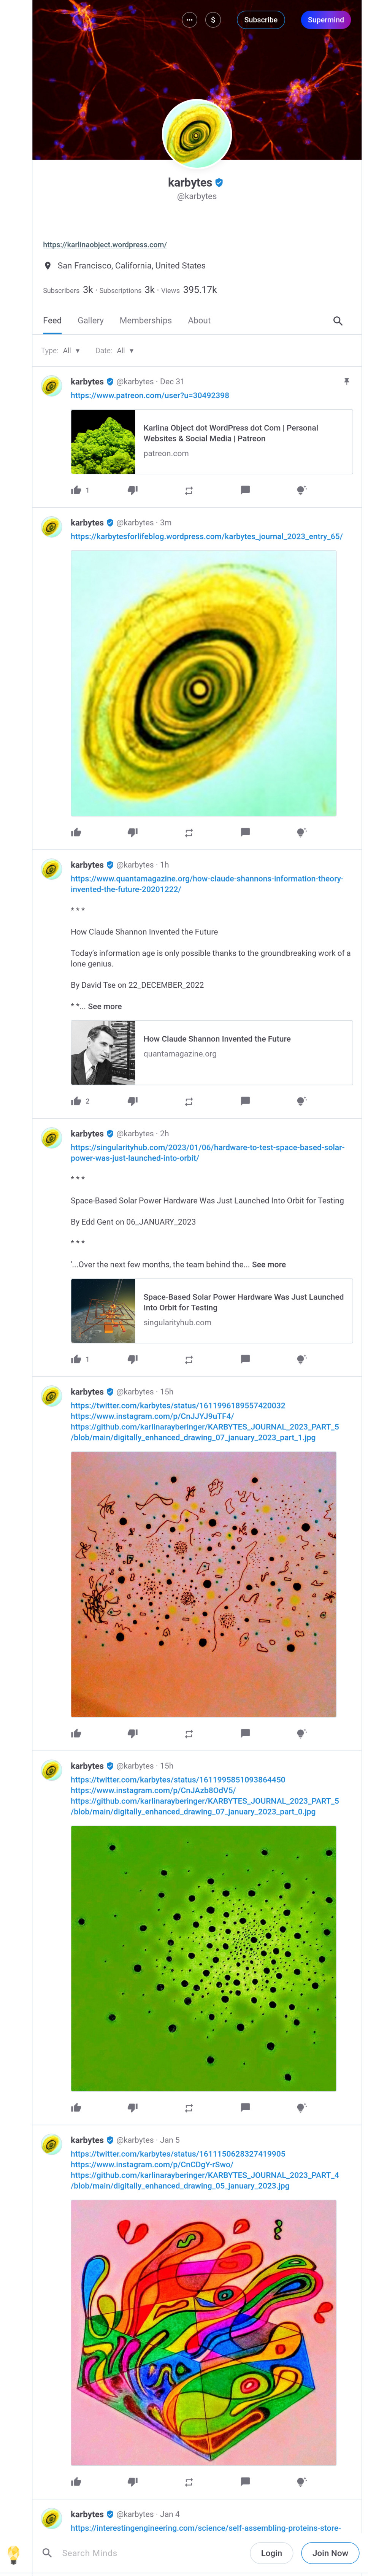 $ Subscribe Supermind
karbytes
@karbytes
https://karlinaobject.wordpress.com/
San Francisco, California, United States
Subscribers 3k · Subscriptions 3k · Views 395.17k
Feed Gallery Memberships About
Type: All ▾ Date: All ▾
karbytes @karbytes · Dec 31
https://www.patreon.com/user?u=30492398
Karlina Object dot WordPress dot Com | Personal
Websites & Social Media | Patreon
patreon.com
1
karbytes @karbytes · 3m
https://karbytesforlifeblog.wordpress.com/karbytes_journal_2023_entry_65/
karbytes @karbytes · 1h
https://www.quantamagazine.org/how-claude-shannons-information-theory-
invented-the-future-20201222/
* * *
How Claude Shannon Invented the Future
Today's information age is only possible thanks to the groundbreaking work of a
lone genius.
By David Tse on 22_DECEMBER_2022
* *... See more
How Claude Shannon Invented the Future
quantamagazine.org
2
karbytes @karbytes · 2h
https://singularityhub.com/2023/01/06/hardware-to-test-space-based-solar-
power-was-just-launched-into-orbit/
* * *
Space-Based Solar Power Hardware Was Just Launched Into Orbit for Testing
By Edd Gent on 06_JANUARY_2023
* * *
'...Over the next few months, the team behind the... See more
Space-Based Solar Power Hardware Was Just Launched
Into Orbit for Testing
singularityhub.com
1
karbytes @karbytes · 15h
https://twitter.com/karbytes/status/1611996189557420032
https://www.instagram.com/p/CnJJYJ9uTF4/
https://github.com/karlinarayberinger/KARBYTES_JOURNAL_2023_PART_5
/blob/main/digitally_enhanced_drawing_07_january_2023_part_1.jpg
karbytes @karbytes · 15h
https://twitter.com/karbytes/status/1611995851093864450
https://www.instagram.com/p/CnJAzb8OdV5/
https://github.com/karlinarayberinger/KARBYTES_JOURNAL_2023_PART_5
/blob/main/digitally_enhanced_drawing_07_january_2023_part_0.jpg
karbytes @karbytes · Jan 5
https://twitter.com/karbytes/status/1611150628327419905
https://www.instagram.com/p/CnCDgY-rSwo/
https://github.com/karlinarayberinger/KARBYTES_JOURNAL_2023_PART_4
/blob/main/digitally_enhanced_drawing_05_january_2023.jpg
karbytes @karbytes · Jan 4
https://interestingengineering.com/science/self-assembling-proteins-store-
Search Minds Login Join Now